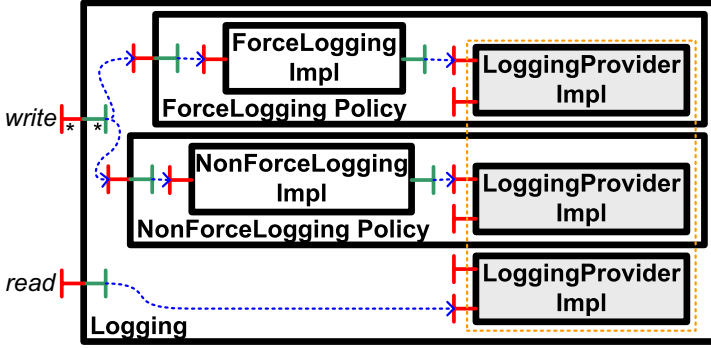 ForceLogging
Impl
LoggingProvider
Impl
ForceLogging Policy
write
* *
NonForceLogging
Impl
LoggingProvider
Impl
NonForceLogging Policy
read
LoggingProvider
Impl
Logging